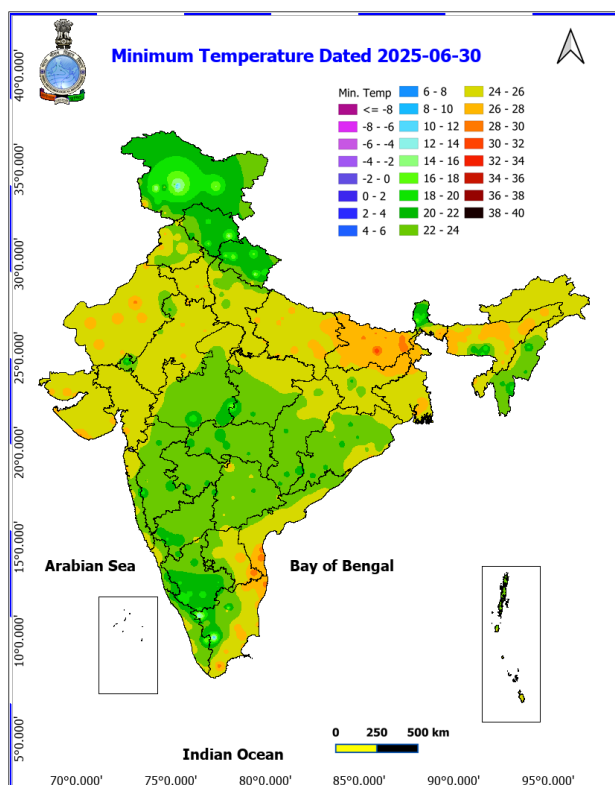 Minimum Temperature Dated 2025-06-30
Min. Temp
<= -8
-8 - -6
-6 - -4
-4 - -2
-2 - 0
0 - 2
2 - 4
4 - 6
6 - 8
8 - 10
10 - 12
12 - 14
14 - 16
16 - 18
18 - 20
20 - 22
22 - 24
24 - 26
26 - 28
28 - 30
30 - 32
32 - 34
34 - 36
36 - 38
38 - 40
40°0.000'
35°0.000'
30°0.000'
25°0.000'
20°0.000'
15°0.000'
10°0.000'
5°0.000'
Arabian Sea
Bay of Bengal
Indian Ocean
0 250 500 km
70°0.000' 75°0.000' 80°0.000' 85°0.000' 90°0.000' 95°0.000'